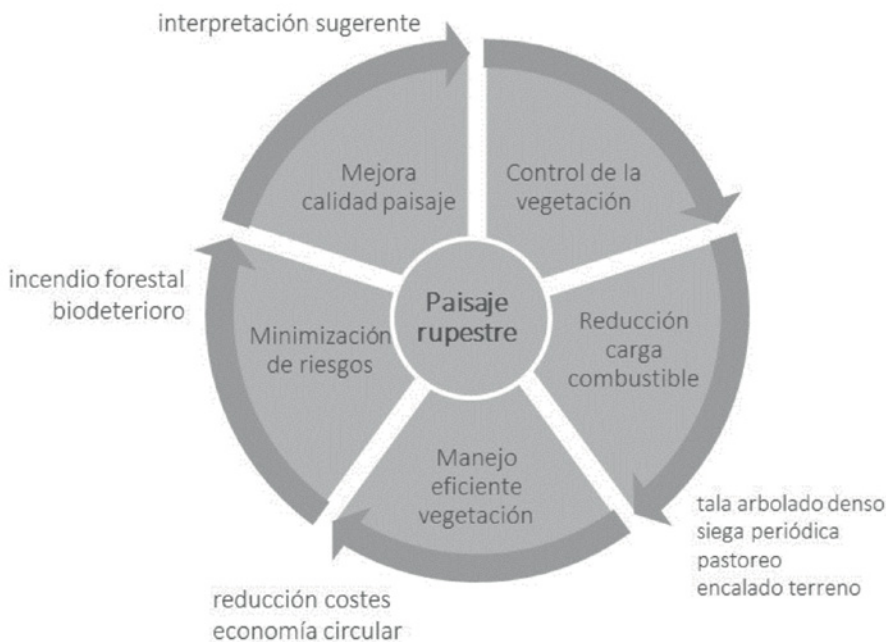 interpretación sugerente
Mejora
calidad paisaje
Control de la
vegetación
incendio forestal
biodeterioro
Minimización
de riesgos
Paisaje
rupestre
Reducción
carga
combustible
Manejo
eficiente
vegetación
tala arbolado denso
siega periódica
pastoreo
encalado terreno
reducción costes
economía circular